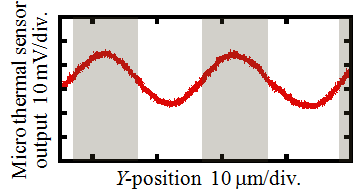 Micro thermal sensor
output 10 mV/div.
Y-position 10 μm/div.